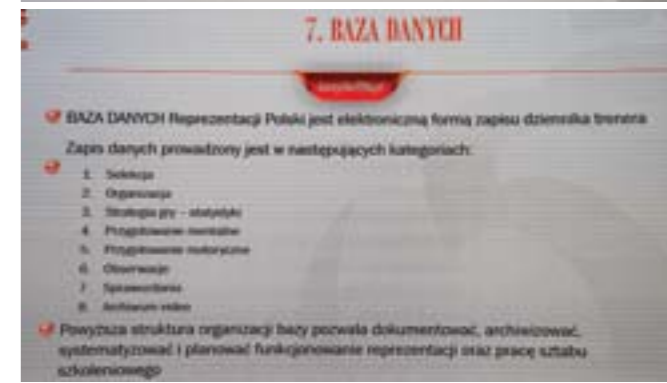 7. BAZA DANYCH
BAZA DANYCH Reprezentacji Polski jest elektroniczną formą zapisu dziennika trenera
Zapis danych prowadzony jest w następujących kategoriach:
1. Selekcja
2. Organizacja
3. Strategia gry - statystyki
4. Przygotowanie mentalne
5. Przygotowanie motoryczne
6. Obserwacje
7. Sprawozdania
8. Archiwum video
Powyższa struktura organizacji bazy pozwala dokumentować, archiwizować,
systematyzować i planować funkcjonowanie reprezentacji oraz pracę sztabu
szkoleniowego